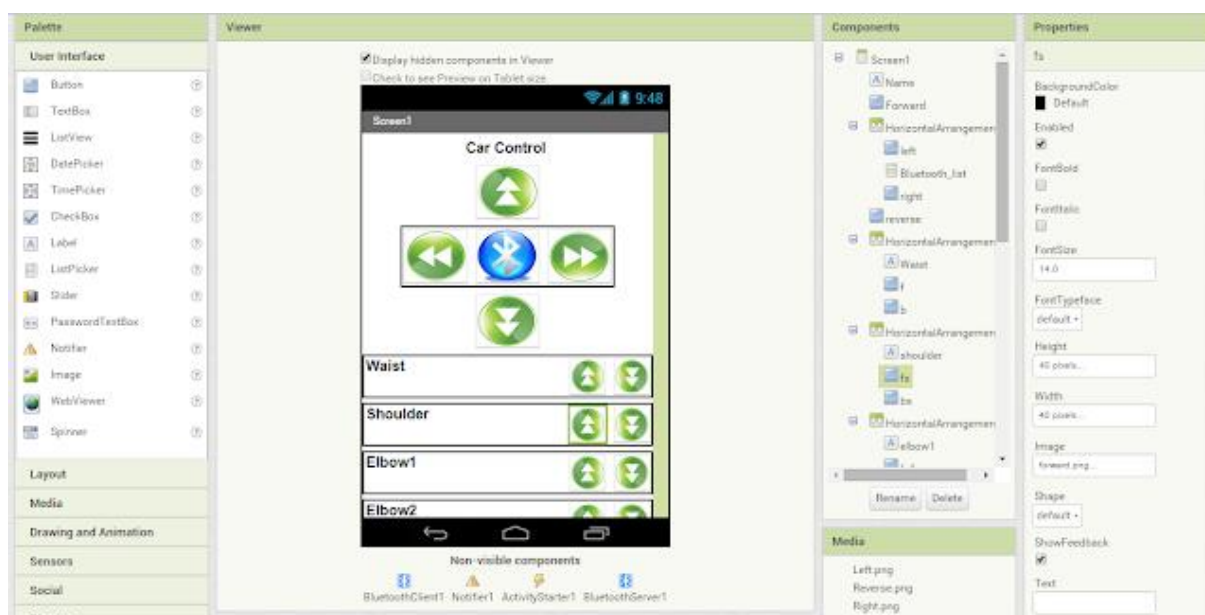 Palette
User Interface
Button
TextBox
ListView
DatePicker
TimePicker
CheckBox
Label
ListPicker
Slider
PasswordTextBox
Notifier
Image
WebViewer
Spinner
Layout
Media
Drawing and Animation
Sensors
Social
Viewer
Display hidden components in Viewer
Check to see Preview on Tablet size.
9:48
Screen1
Car Control
Waist
Shoulder
Elbow1
Elbow2
Non-visible components
BluetoothClient1 Notifier1 ActivityStarter1 BluetoothServer1
Components
Screen1
Name
Forward
HorizontalArrangemen
left
Bluetooth_list
right
reverse
HorizontalArrangemen
Waist
f
b
HorizontalArrangemen
shoulder
fs
bs
HorizontalArrangemen
elbow1
Rename Delete
Media
Left.png
Reverse.png
Right.png
Properties
fs
BackgroundColor
Default
Enabled
FontBold
FontItalic
FontSize
14.0
FontTypeface
default
Height
40 pixels...
Width
40 pixels...
Image
forward.png...
Shape
default
ShowFeedback
Text